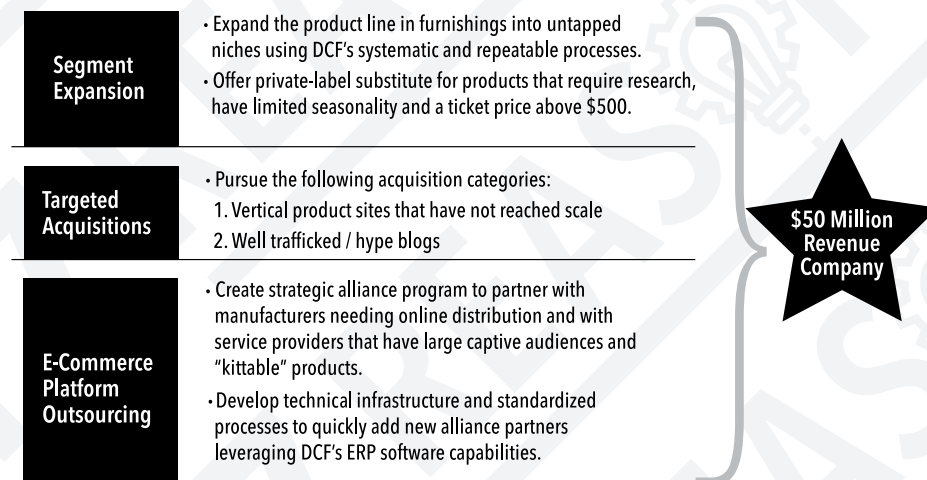 Segment
Expansion
· Expand the product line in furnishings into untapped
niches using DCF's systematic and repeatable processes.
· Offer private-label substitute for products that require research,
have limited seasonality and a ticket price above $500.
Targeted
Acquisitions
· Pursue the following acquisition categories:
1. Vertical product sites that have not reached scale
2. Well trafficked / hype blogs
E-Commerce
Platform
Outsourcing
· Create strategic alliance program to partner with
manufacturers needing online distribution and with
service providers that have large captive audiences and
“kittable” products.
· Develop technical infrastructure and standardized
processes to quickly add new alliance partners
leveraging DCF's ERP software capabilities.
$50 Million
Revenue
Company